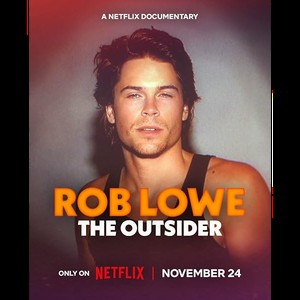 A NETFLIX DOCUMENTARY
ROB LOWE
THE OUTSIDER
ONLY ON NETFLIX | NOVEMBER 24